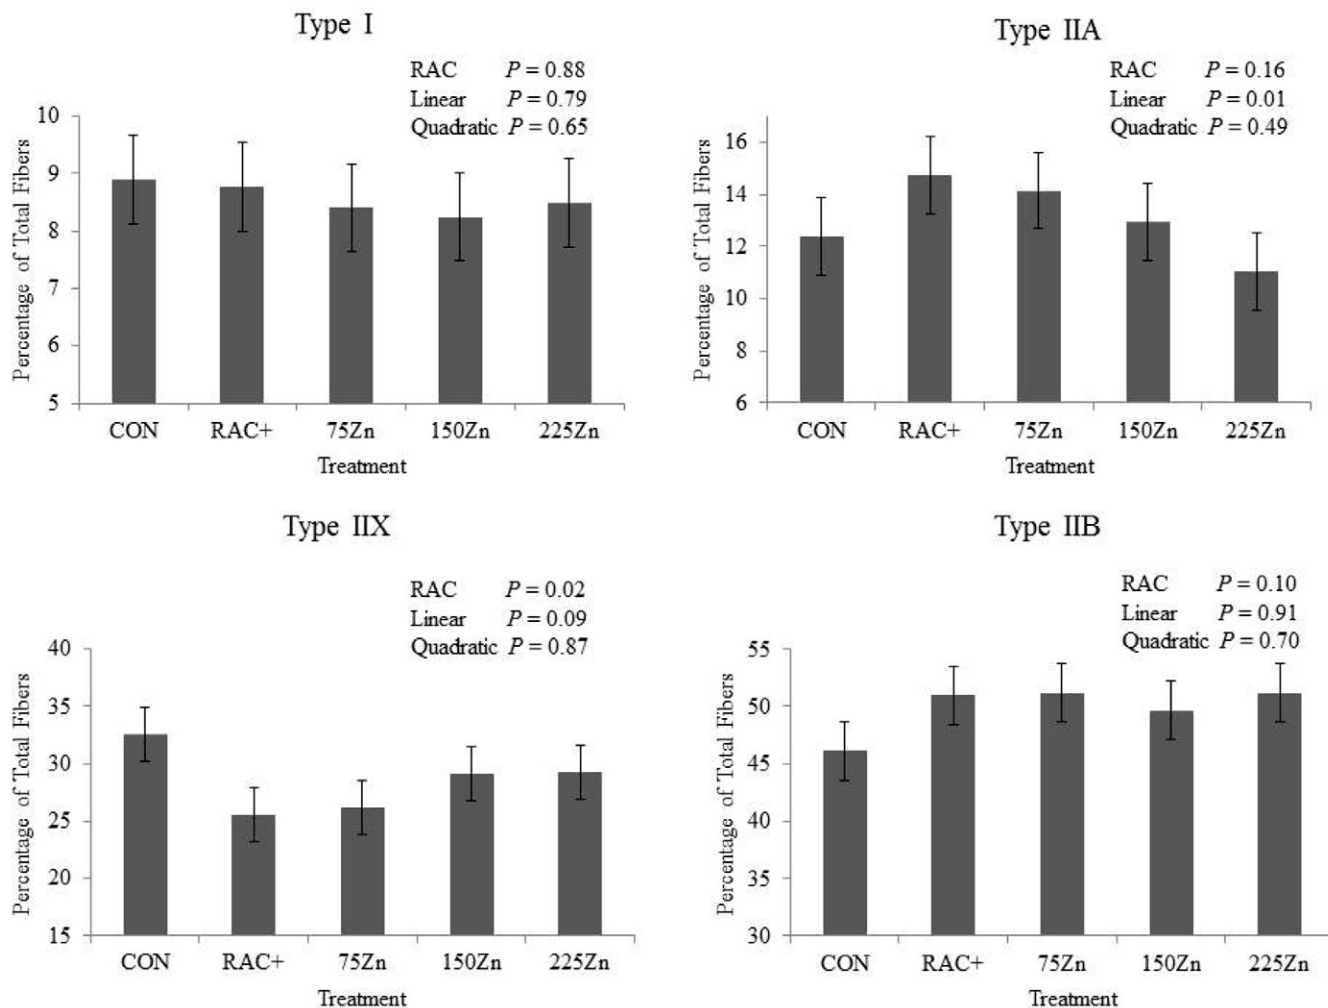 Type I
RAC P = 0.88
Linear P = 0.79
Quadratic P = 0.65
Percentage of Total Fibers
10
9
8
7
6
5
CON RAC+ 75Zn 150Zn 225Zn
Treatment
Type IIA
RAC P = 0.16
Linear P = 0.01
Quadratic P = 0.49
Percentage of Total Fibers
16
14
12
10
8
6
CON RAC+ 75Zn 150Zn 225Zn
Treatment
Type IIX
RAC P = 0.02
Linear P = 0.09
Quadratic P = 0.87
Percentage of Total Fibers
40
35
30
25
20
15
CON RAC+ 75Zn 150Zn 225Zn
Treatment
Type IIB
RAC P = 0.10
Linear P = 0.91
Quadratic P = 0.70
Percentage of Total Fibers
55
50
45
40
35
30
CON RAC+ 75Zn 150Zn 225Zn
Treatment